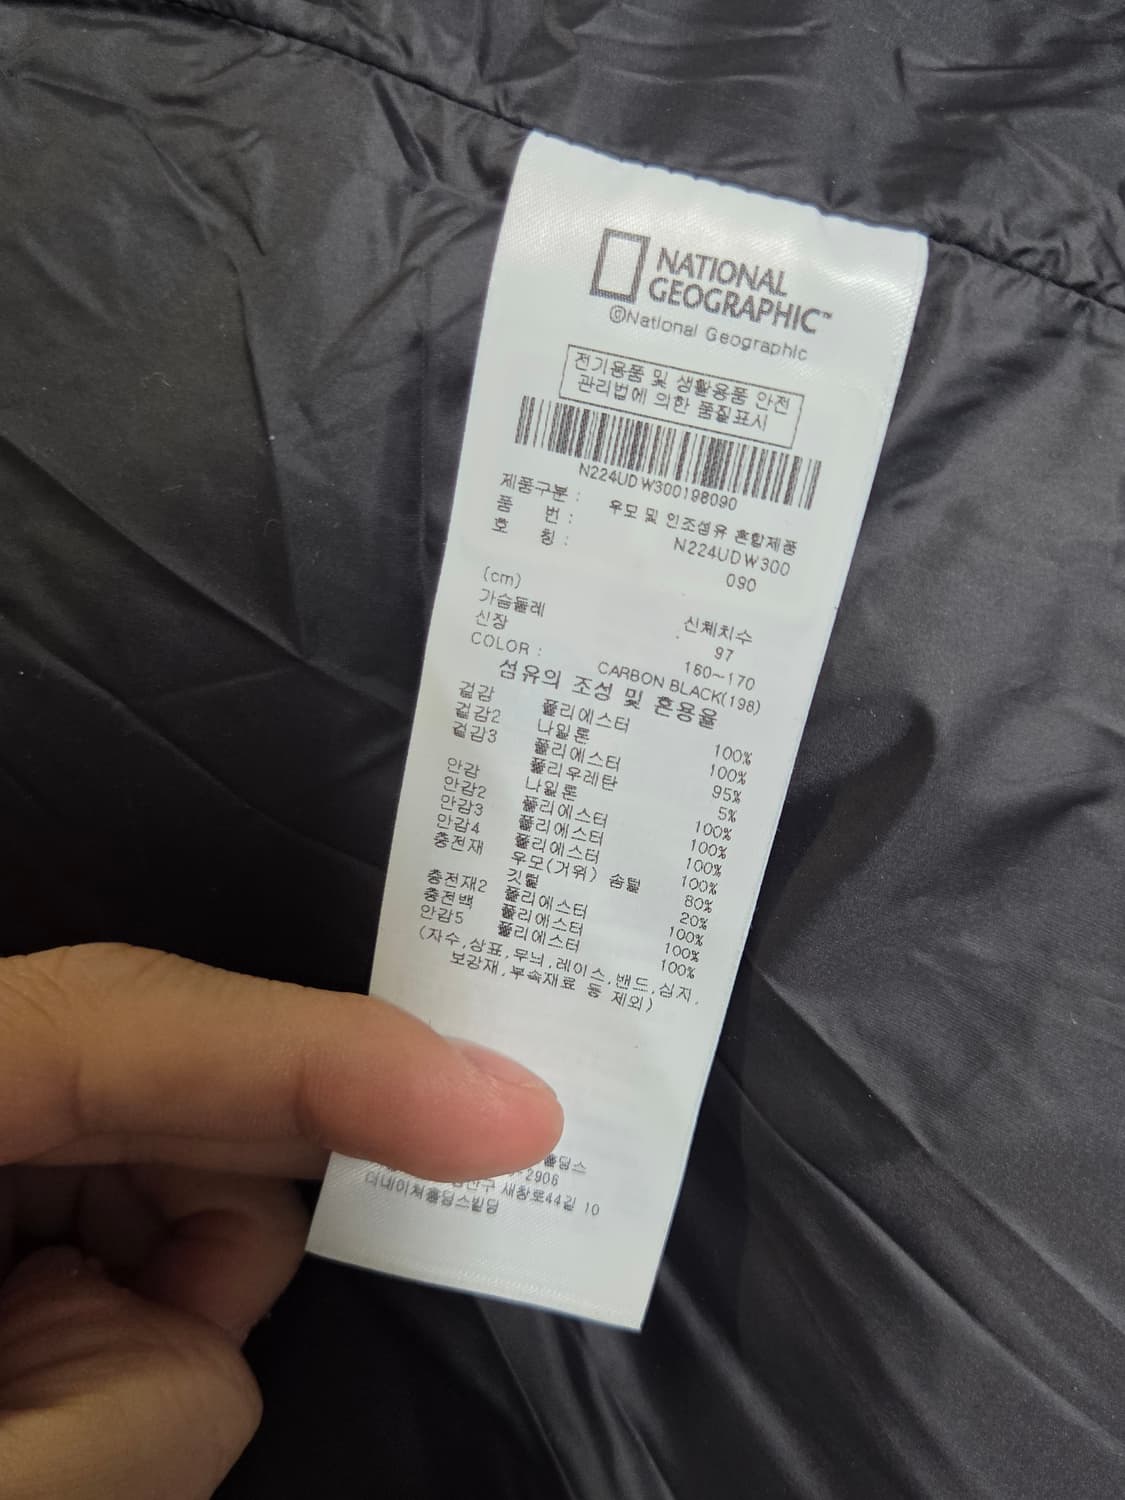 NATIONAL
GEOGRAPHIC™
©National Geographic
전기용품 및 생활용품 안전
관리법에 의한 품질표시
N224UDW300198090
제품구분 : 우모 및 인조섬유 혼합제품
품 번 : N224UDW300
호 칭 : 090
(cm) 신체치수
가슴둘레 97
신장 160~170
COLOR : CARBON BLACK(198)
섬유의 조성 및 혼용율
겉감 폴리에스터 100%
겉감2 나일론 100%
겉감3 폴리에스터 95%
폴리우레탄 5%
안감 나일론 100%
안감2 폴리에스터 100%
안감3 폴리에스터 100%
안감4 폴리에스터 100%
충전재 우모(거위) 솜털 80%
깃털 20%
충전재2 폴리에스터 100%
충전백 폴리에스터 100%
안감5 폴리에스터 100%
(자수,상표,무늬,레이스,밴드,심지,
보강재,부속재료 등 제외)
홀딩스
-2906
새창로44길 10
더네이쳐홀딩스빌딩